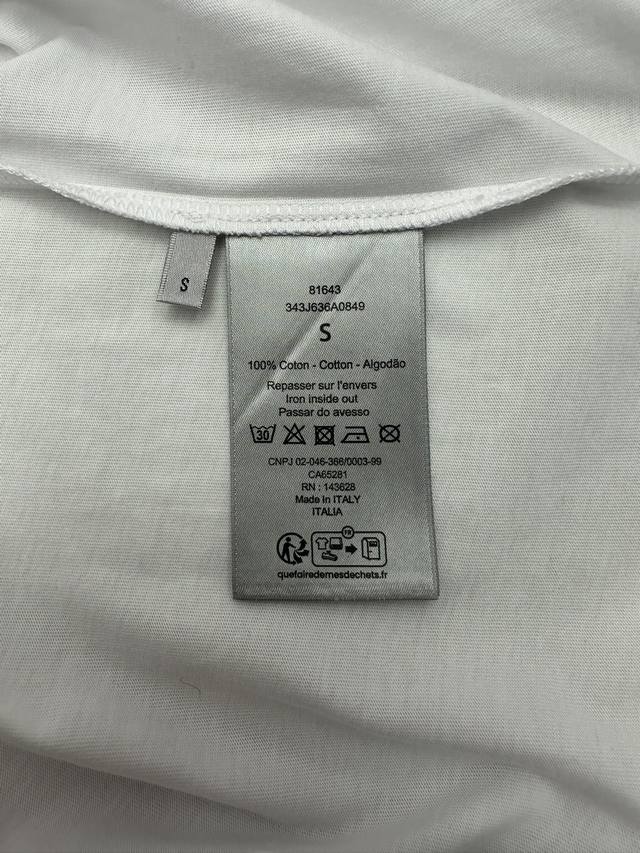 S
81643
343J636A0849
S
100% Coton - Cotton - Algodão
Repasser sur l'envers
Iron inside out
Passar do avesso
30
CNPJ 02-046-366/0003-99
CA65281
RN : 143628
Made In ITALY
ITALIA
quefairedemesdechets.fr